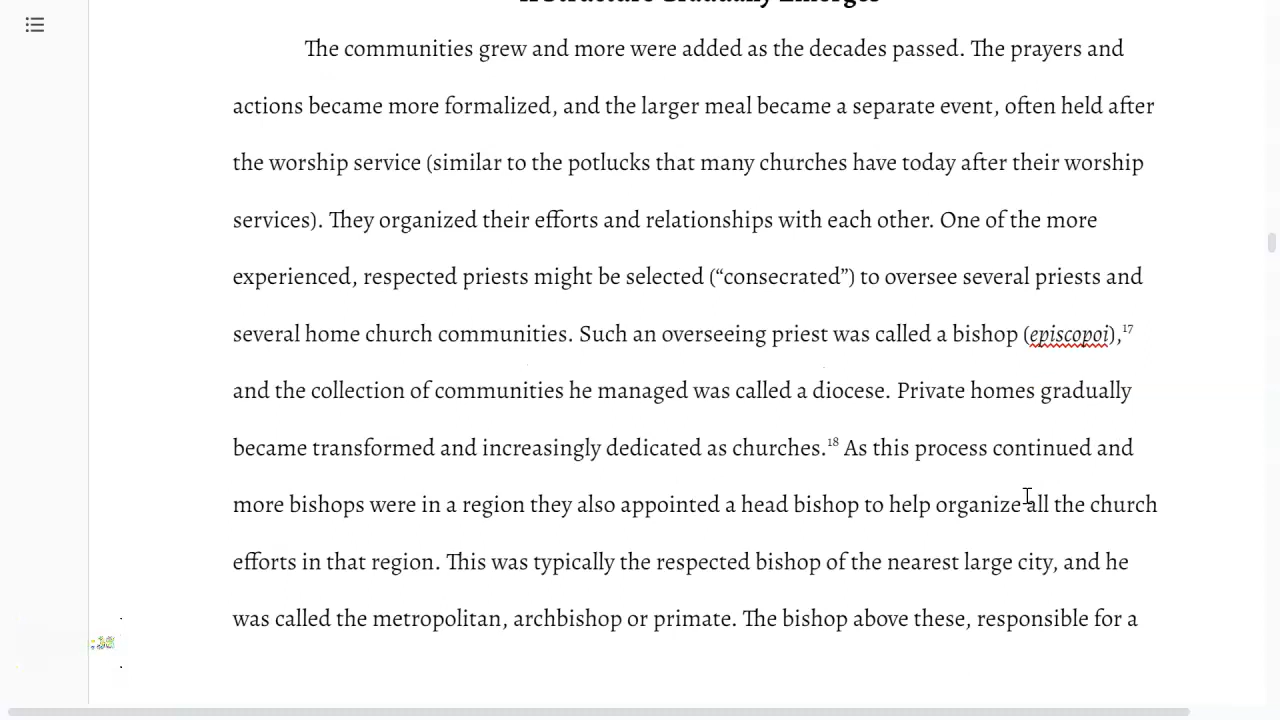 A Structure Gradually Emerges
The communities grew and more were added as the decades passed. The prayers and
actions became more formalized, and the larger meal became a separate event, often held after
the worship service (similar to the potlucks that many churches have today after their worship
services). They organized their efforts and relationships with each other. One of the more
experienced, respected priests might be selected (“consecrated”) to oversee several priests and
several home church communities. Such an overseeing priest was called a bishop (episcopoi),17
and the collection of communities he managed was called a diocese. Private homes gradually
became transformed and increasingly dedicated as churches.18 As this process continued and
more bishops were in a region they also appointed a head bishop to help organize all the church
efforts in that region. This was typically the respected bishop of the nearest large city, and he
was called the metropolitan, archbishop or primate. The bishop above these, responsible for a